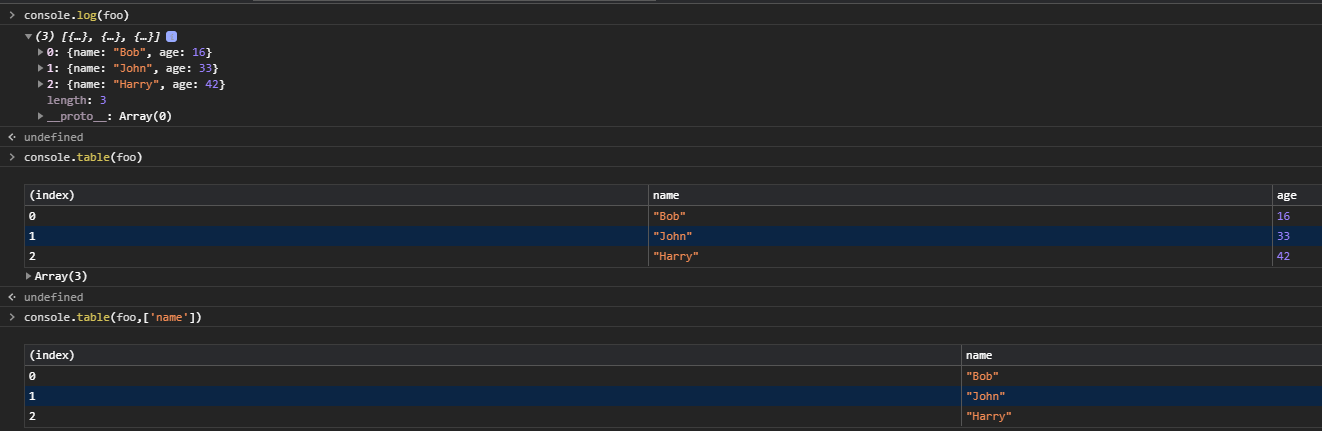 console.log(foo)
(3) [{…}, {…}, {…}] i
0: {name: "Bob", age: 16}
1: {name: "John", age: 33}
2: {name: "Harry", age: 42}
length: 3
__proto__: Array(0)
undefined
console.table(foo)
(index) name age
0 "Bob" 16
1 "John" 33
2 "Harry" 42
Array(3)
undefined
console.table(foo,['name'])
(index) name
0 "Bob"
1 "John"
2 "Harry"